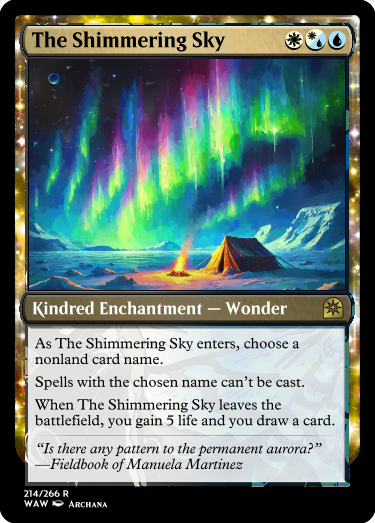 The Shimmering Sky
Kindred Enchantment — Wonder
As The Shimmering Sky enters, choose a
nonland card name.
Spells with the chosen name can’t be cast.
When The Shimmering Sky leaves the
battlefield, you gain 5 life and you draw a card.
“Is there any pattern to the permanent aurora?”
—Fieldbook of Manuela Martinez
214/266 R
WAW Archana